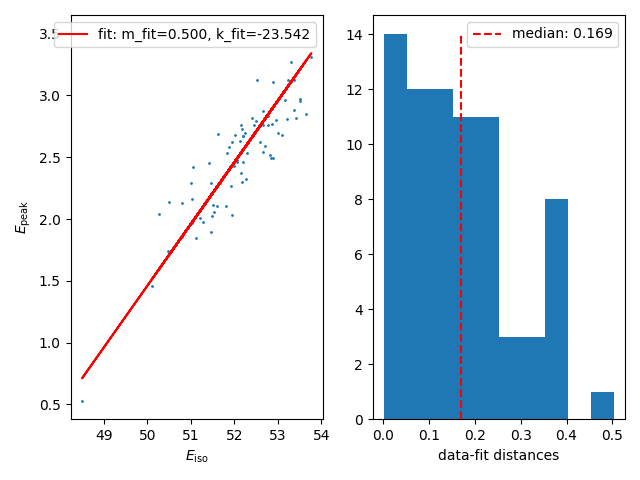 fit: m_fit=0.500, k_fit=-23.542
3.5
3.0
2.5
2.0
1.5
1.0
0.5
E_peak
49 50 51 52 53 54
E_iso
median: 0.169
14
12
10
8
6
4
2
0
0.0 0.1 0.2 0.3 0.4 0.5
data-fit distances